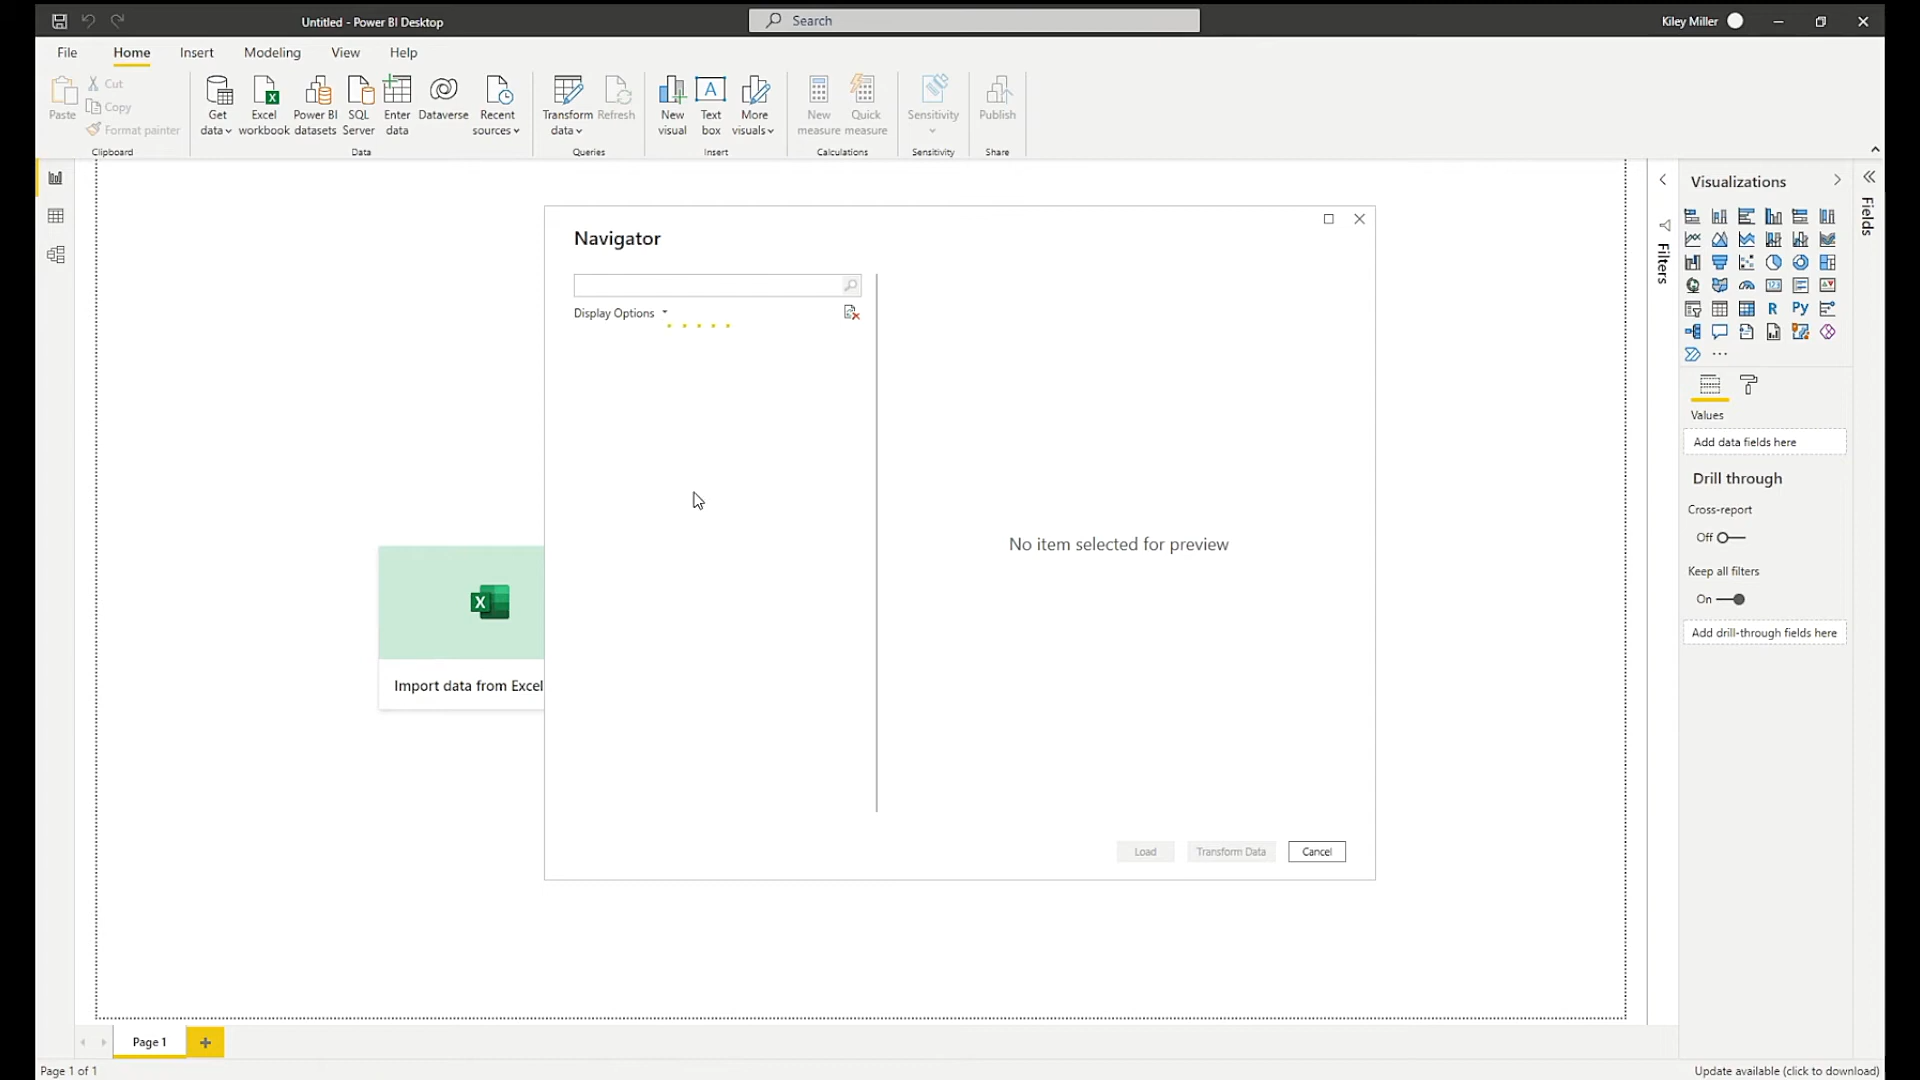 Untitled - Power BI Desktop
Search
Kiley Miller
File
Home
Insert
Modeling
View
Help
Paste
Cut
Copy
Format painter
Clipboard
Get data
Excel workbook
Power BI datasets
SQL Server
Enter data
Dataverse
Recent sources
Data
Transform data
Refresh
Queries
New visual
A
Text box
More visuals
Insert
New measure
Quick measure
Calculations
Sensitivity
Sensitivity
Publish
Share
Navigator
Display Options
No item selected for preview
Load
Transform Data
Cancel
X
Import data from Excel
Filters
Visualizations
123
R
Py
Values
Add data fields here
Drill through
Cross-report
Off
Keep all filters
On
Add drill-through fields here
Fields
Page 1
Page 1 of 1
Update available (click to download)